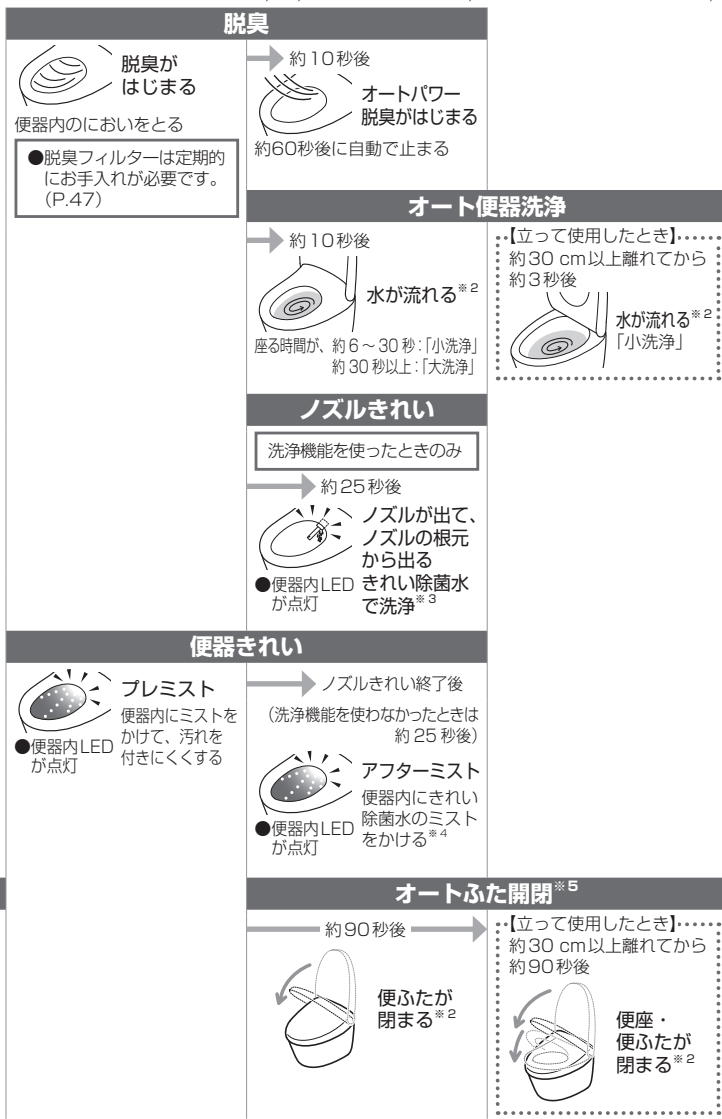 脱臭
脱臭が
はじまる
便器内のにおいをとる
●脱臭フィルターは定期的
にお手入れが必要です。
（P.47）
約10秒後
オートパワー
脱臭がはじまる
約60秒後に自動で止まる
オート便器洗浄
約10秒後
水が流れる※2
座る時間が、約6～30秒：「小洗浄」
約30秒以上：「大洗浄」
【立って使用したとき】
約30 cm以上離れてから
約3秒後
水が流れる※2
「小洗浄」
ノズルきれい
洗浄機能を使ったときのみ
約25秒後
ノズルが出て、
ノズルの根元
から出る
きれい除菌水
で洗浄※3
●便器内LED
が点灯
便器きれい
プレミスト
便器内にミストを
かけて、汚れを
付きにくくする
●便器内LED
が点灯
ノズルきれい終了後
（洗浄機能を使わなかったときは
約25秒後）
アフターミスト
便器内にきれい
除菌水のミスト
をかける※4
●便器内LED
が点灯
オートふた開閉※5
約90秒後
便ふたが
閉まる※2
【立って使用したとき】
約30 cm以上離れてから
約90秒後
便座・
便ふたが
閉まる※2